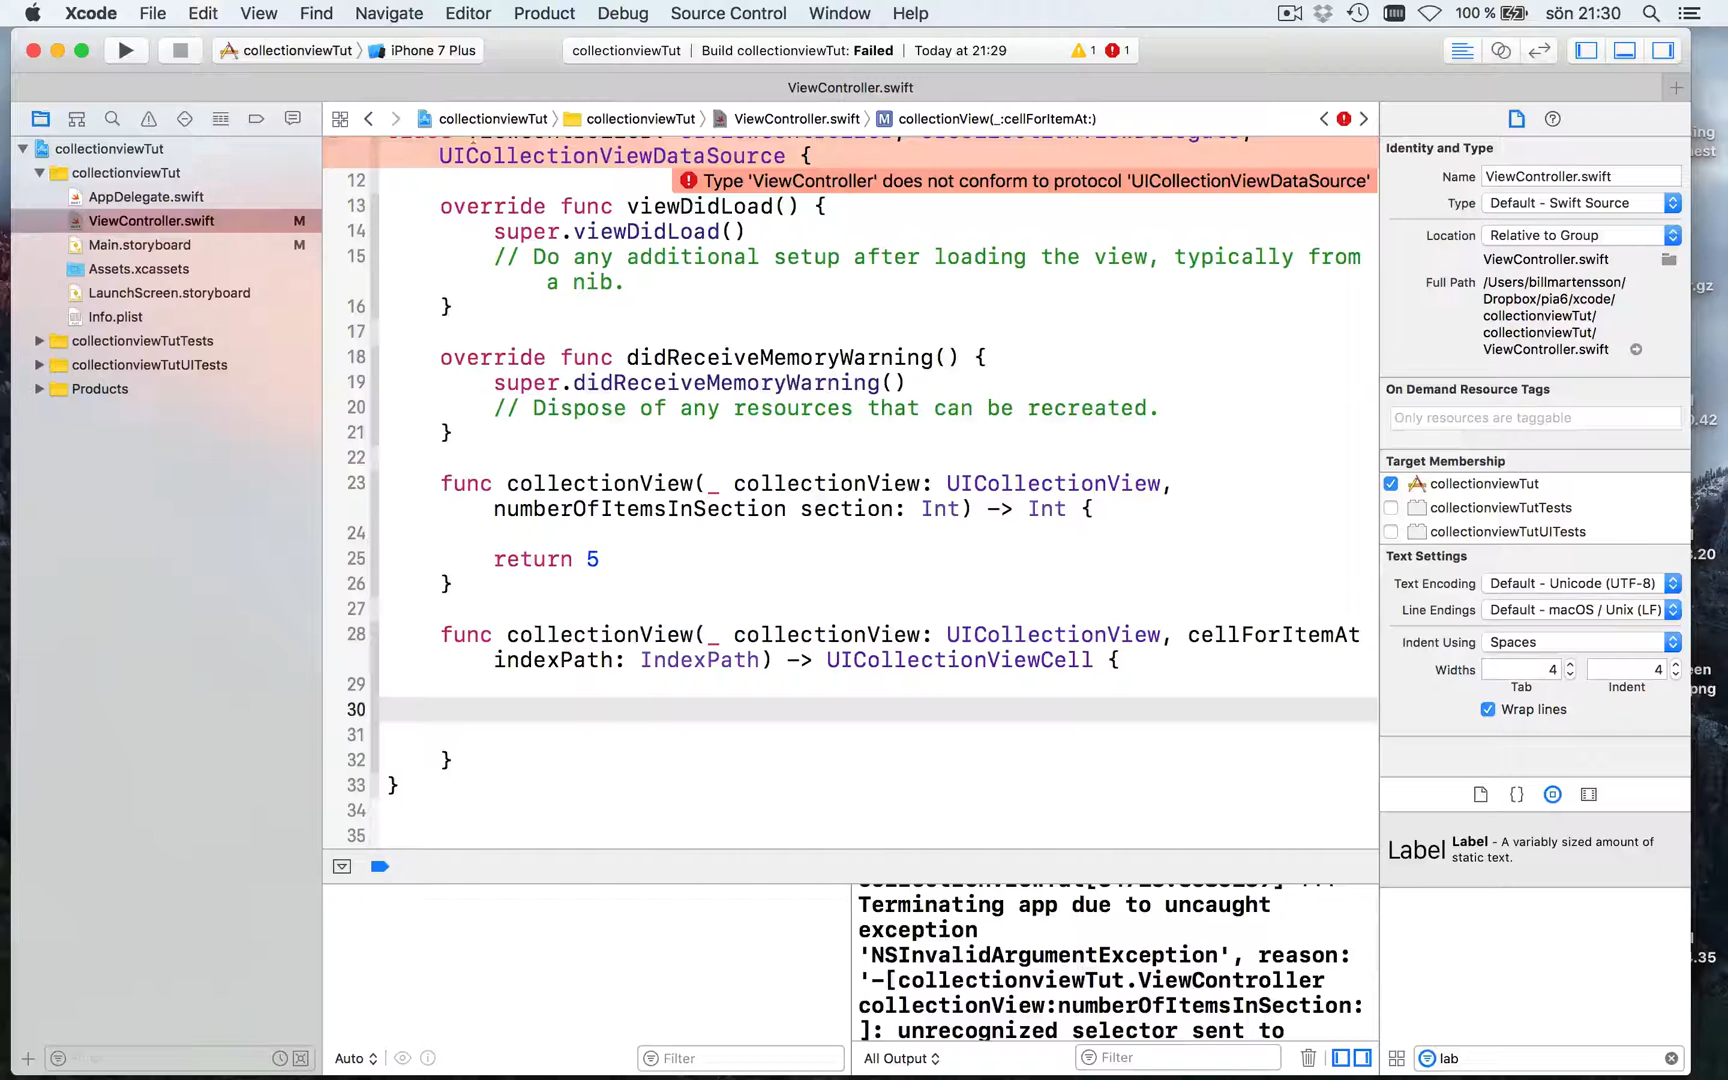 Xcode File Edit View Find Navigate Editor Product Debug Source Control Window Help 100 % sön 21:30
collectionviewTut iPhone 7 Plus collectionviewTut Build collectionviewTut: Failed Today at 21:29 1 1
ViewController.swift
collectionviewTut collectionviewTut ViewController.swift M collectionView(_:cellForItemAt:)
collectionviewTut
collectionviewTut
AppDelegate.swift
ViewController.swift M
Main.storyboard M
Assets.xcassets
LaunchScreen.storyboard
Info.plist
collectionviewTutTests
collectionviewTutUITests
Products
UICollectionViewDataSource {
Type 'ViewController' does not conform to protocol 'UICollectionViewDataSource'
12
13 override func viewDidLoad() {
14 super.viewDidLoad()
15 // Do any additional setup after loading the view, typically from
a nib.
16 }
17
18 override func didReceiveMemoryWarning() {
19 super.didReceiveMemoryWarning()
20 // Dispose of any resources that can be recreated.
21 }
22
23 func collectionView(_ collectionView: UICollectionView,
numberOfItemsInSection section: Int) -> Int {
24
25 return 5
26 }
27
28 func collectionView(_ collectionView: UICollectionView, cellForItemAt
indexPath: IndexPath) -> UICollectionViewCell {
29
30
31
32 }
33 }
34
35
Terminating app due to uncaught
exception
'NSInvalidArgumentException', reason:
'-[collectionviewTut.ViewController
collectionView:numberOfItemsInSection:
]: unrecognized selector sent to
Auto Filter All Output Filter
Identity and Type
Name ViewController.swift
Type Default - Swift Source
Location Relative to Group
ViewController.swift
Full Path /Users/billmartensson/
Dropbox/pia6/xcode/
collectionviewTut/
collectionviewTut/
ViewController.swift
On Demand Resource Tags
Only resources are taggable
Target Membership
collectionviewTut
collectionviewTutTests
collectionviewTutUITests
Text Settings
Text Encoding Default - Unicode (UTF-8)
Line Endings Default - macOS / Unix (LF)
Indent Using Spaces
Widths 4 4
Tab Indent
Wrap lines
Label Label - A variably sized amount of
static text.
lab